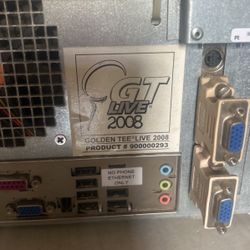 GT
LIVE
2008
GOLDEN TEE LIVE 2008
PRODUCT # 900000293
NO PHONE
ETHERNET
ONLY
R